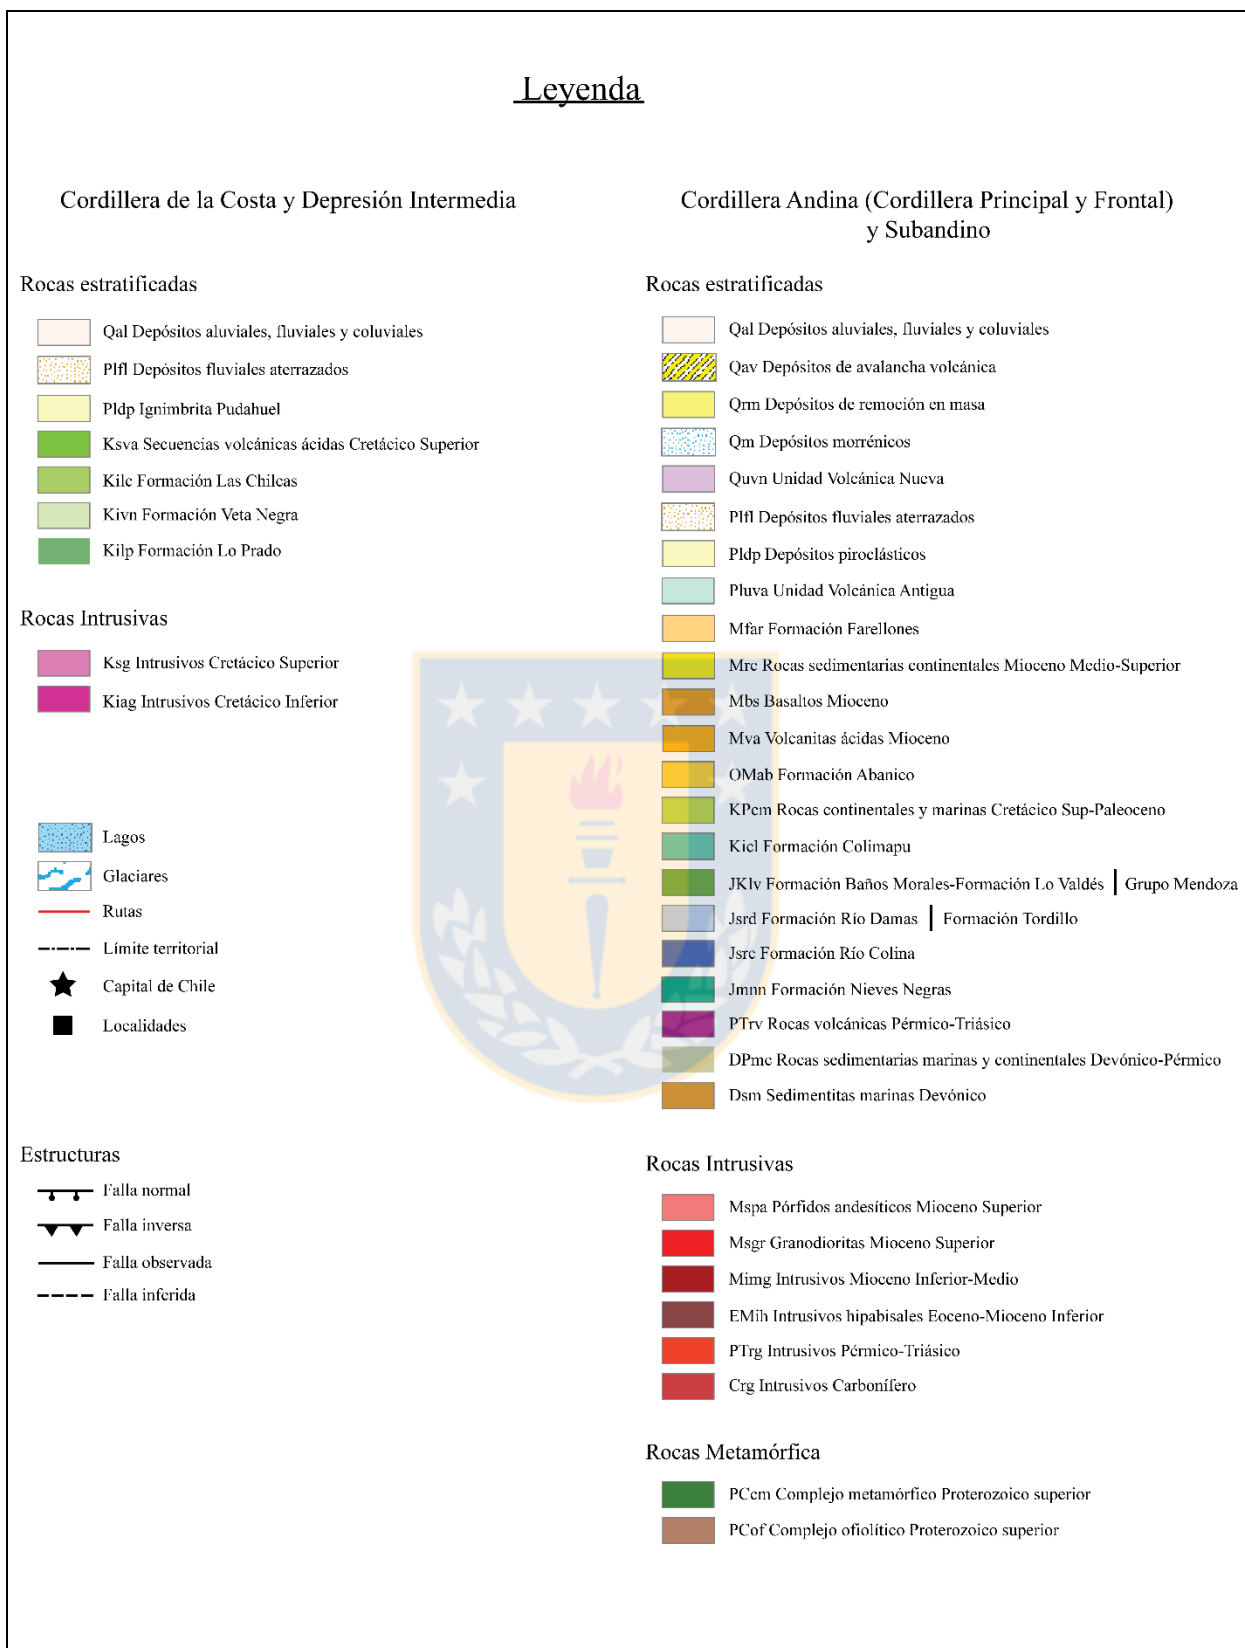 Leyenda
Cordillera de la Costa y Depresión Intermedia
Rocas estratificadas
Qal Depósitos aluviales, fluviales y coluviales
Plfl Depósitos fluviales aterrazados
Pldp Ignimbrita Pudahuel
Ksva Secuencias volcánicas ácidas Cretácico Superior
Kilc Formación Las Chilcas
Kivn Formación Veta Negra
Kilp Formación Lo Prado
Rocas Intrusivas
Ksg Intrusivos Cretácico Superior
Kiag Intrusivos Cretácico Inferior
Lagos
Glaciares
Rutas
Límite territorial
Capital de Chile
Localidades
Estructuras
Falla normal
Falla inversa
Falla observada
Falla inferida
Cordillera Andina (Cordillera Principal y Frontal)
y Subandino
Rocas estratificadas
Qal Depósitos aluviales, fluviales y coluviales
Qav Depósitos de avalancha volcánica
Qrm Depósitos de remoción en masa
Qm Depósitos morrénicos
Quvn Unidad Volcánica Nueva
Plfl Depósitos fluviales aterrazados
Pldp Depósitos piroclásticos
Pluva Unidad Volcánica Antigua
Mfar Formación Farellones
Mrc Rocas sedimentarias continentales Mioceno Medio-Superior
Mbs Basaltos Mioceno
Mva Volcanitas ácidas Mioceno
OMab Formación Abanico
KPcm Rocas continentales y marinas Cretácico Sup-Paleoceno
Kicl Formación Colimapu
JKlv Formación Baños Morales-Formación Lo Valdés | Grupo Mendoza
Jsrd Formación Río Damas | Formación Tordillo
Jsrc Formación Río Colina
Jmnn Formación Nieves Negras
PTrv Rocas volcánicas Pérmico-Triásico
DPmc Rocas sedimentarias marinas y continentales Devónico-Pérmico
Dsm Sedimentitas marinas Devónico
Rocas Intrusivas
Mspa Pórfidos andesíticos Mioceno Superior
Msgr Granodioritas Mioceno Superior
Mimg Intrusivos Mioceno Inferior-Medio
EMih Intrusivos hipabisales Eoceno-Mioceno Inferior
PTrg Intrusivos Pérmico-Triásico
Crg Intrusivos Carbonífero
Rocas Metamórfica
PCcm Complejo metamórfico Proterozoico superior
PCof Complejo ofiolítico Proterozoico superior